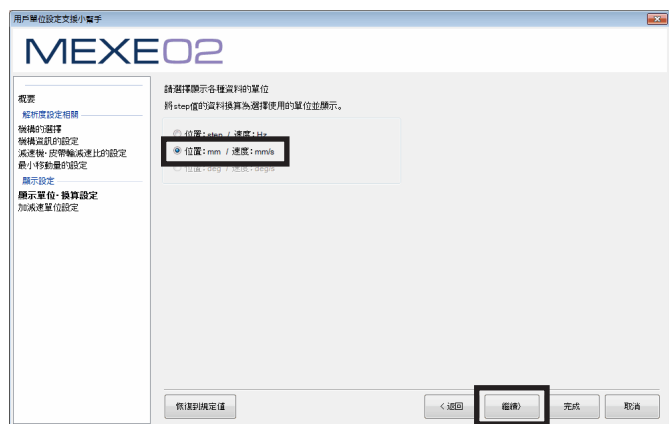 用戶單位設定支援小幫手
MEXE02
概要
解析度設定相關
機構的選擇
機構資訊的設定
減速機·皮帶輪減速比的設定
最小移動量的設定
顯示設定
顯示單位·換算設定
加減速單位設定
請選擇顯示各種資料的單位
將step值的資料換算為選擇使用的單位並顯示。
位置:step / 速度:Hz
位置:mm / 速度:mm/s
位置:deg / 速度:deg/s
恢復到規定值
< 返回
繼續>
完成
取消